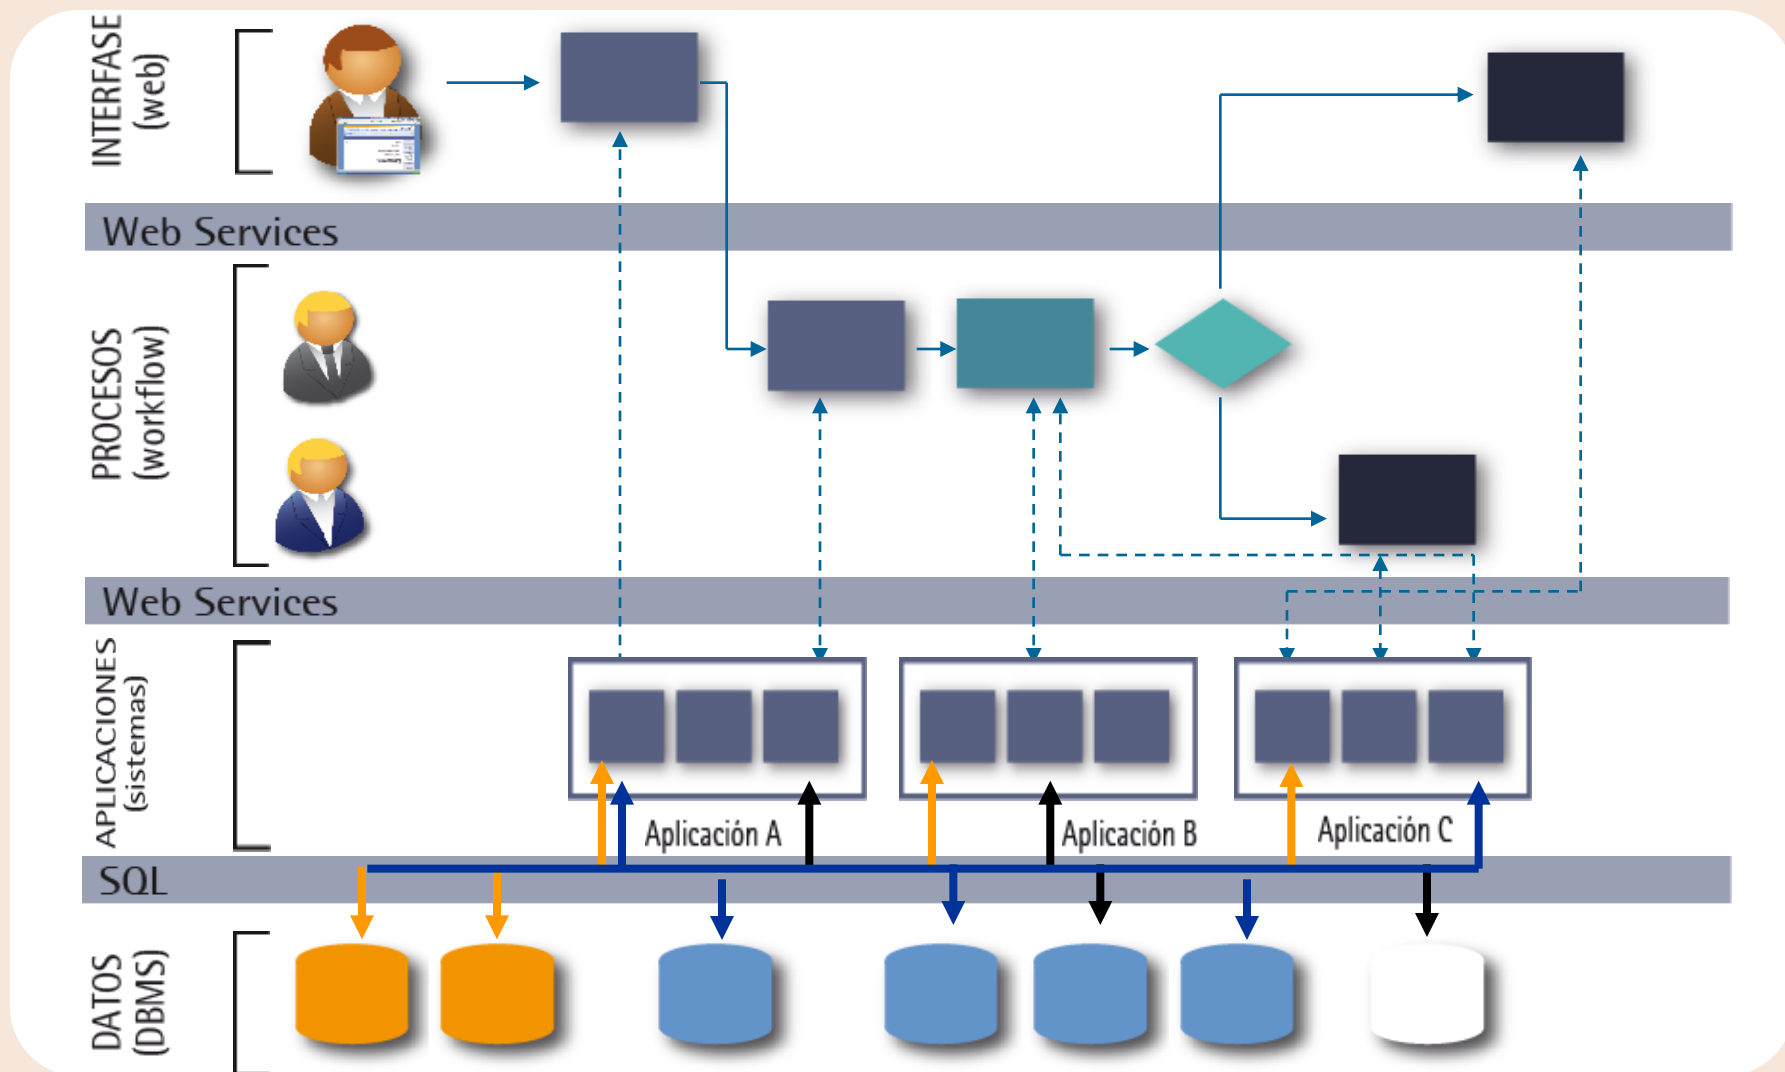 INTERFASE
(web)
Web Services
PROCESOS
(workflow)
Web Services
APLICACIONES
(sistemas)
Aplicación A
Aplicación B
Aplicación C
SQL
DATOS
(DBMS)